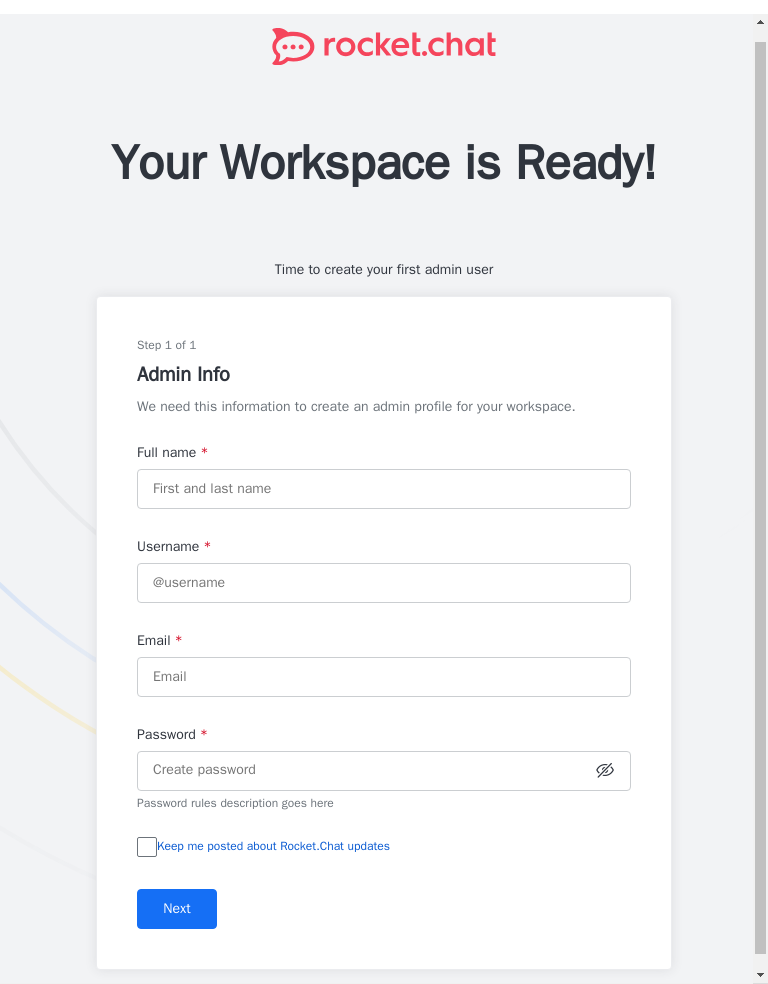 rocket.chat
Your Workspace is Ready!
Time to create your first admin user
Step 1 of 1
Admin Info
We need this information to create an admin profile for your workspace.
Full name *
First and last name
Username *
@username
Email *
Email
Password *
Create password
Password rules description goes here
Keep me posted about Rocket.Chat updates
Next